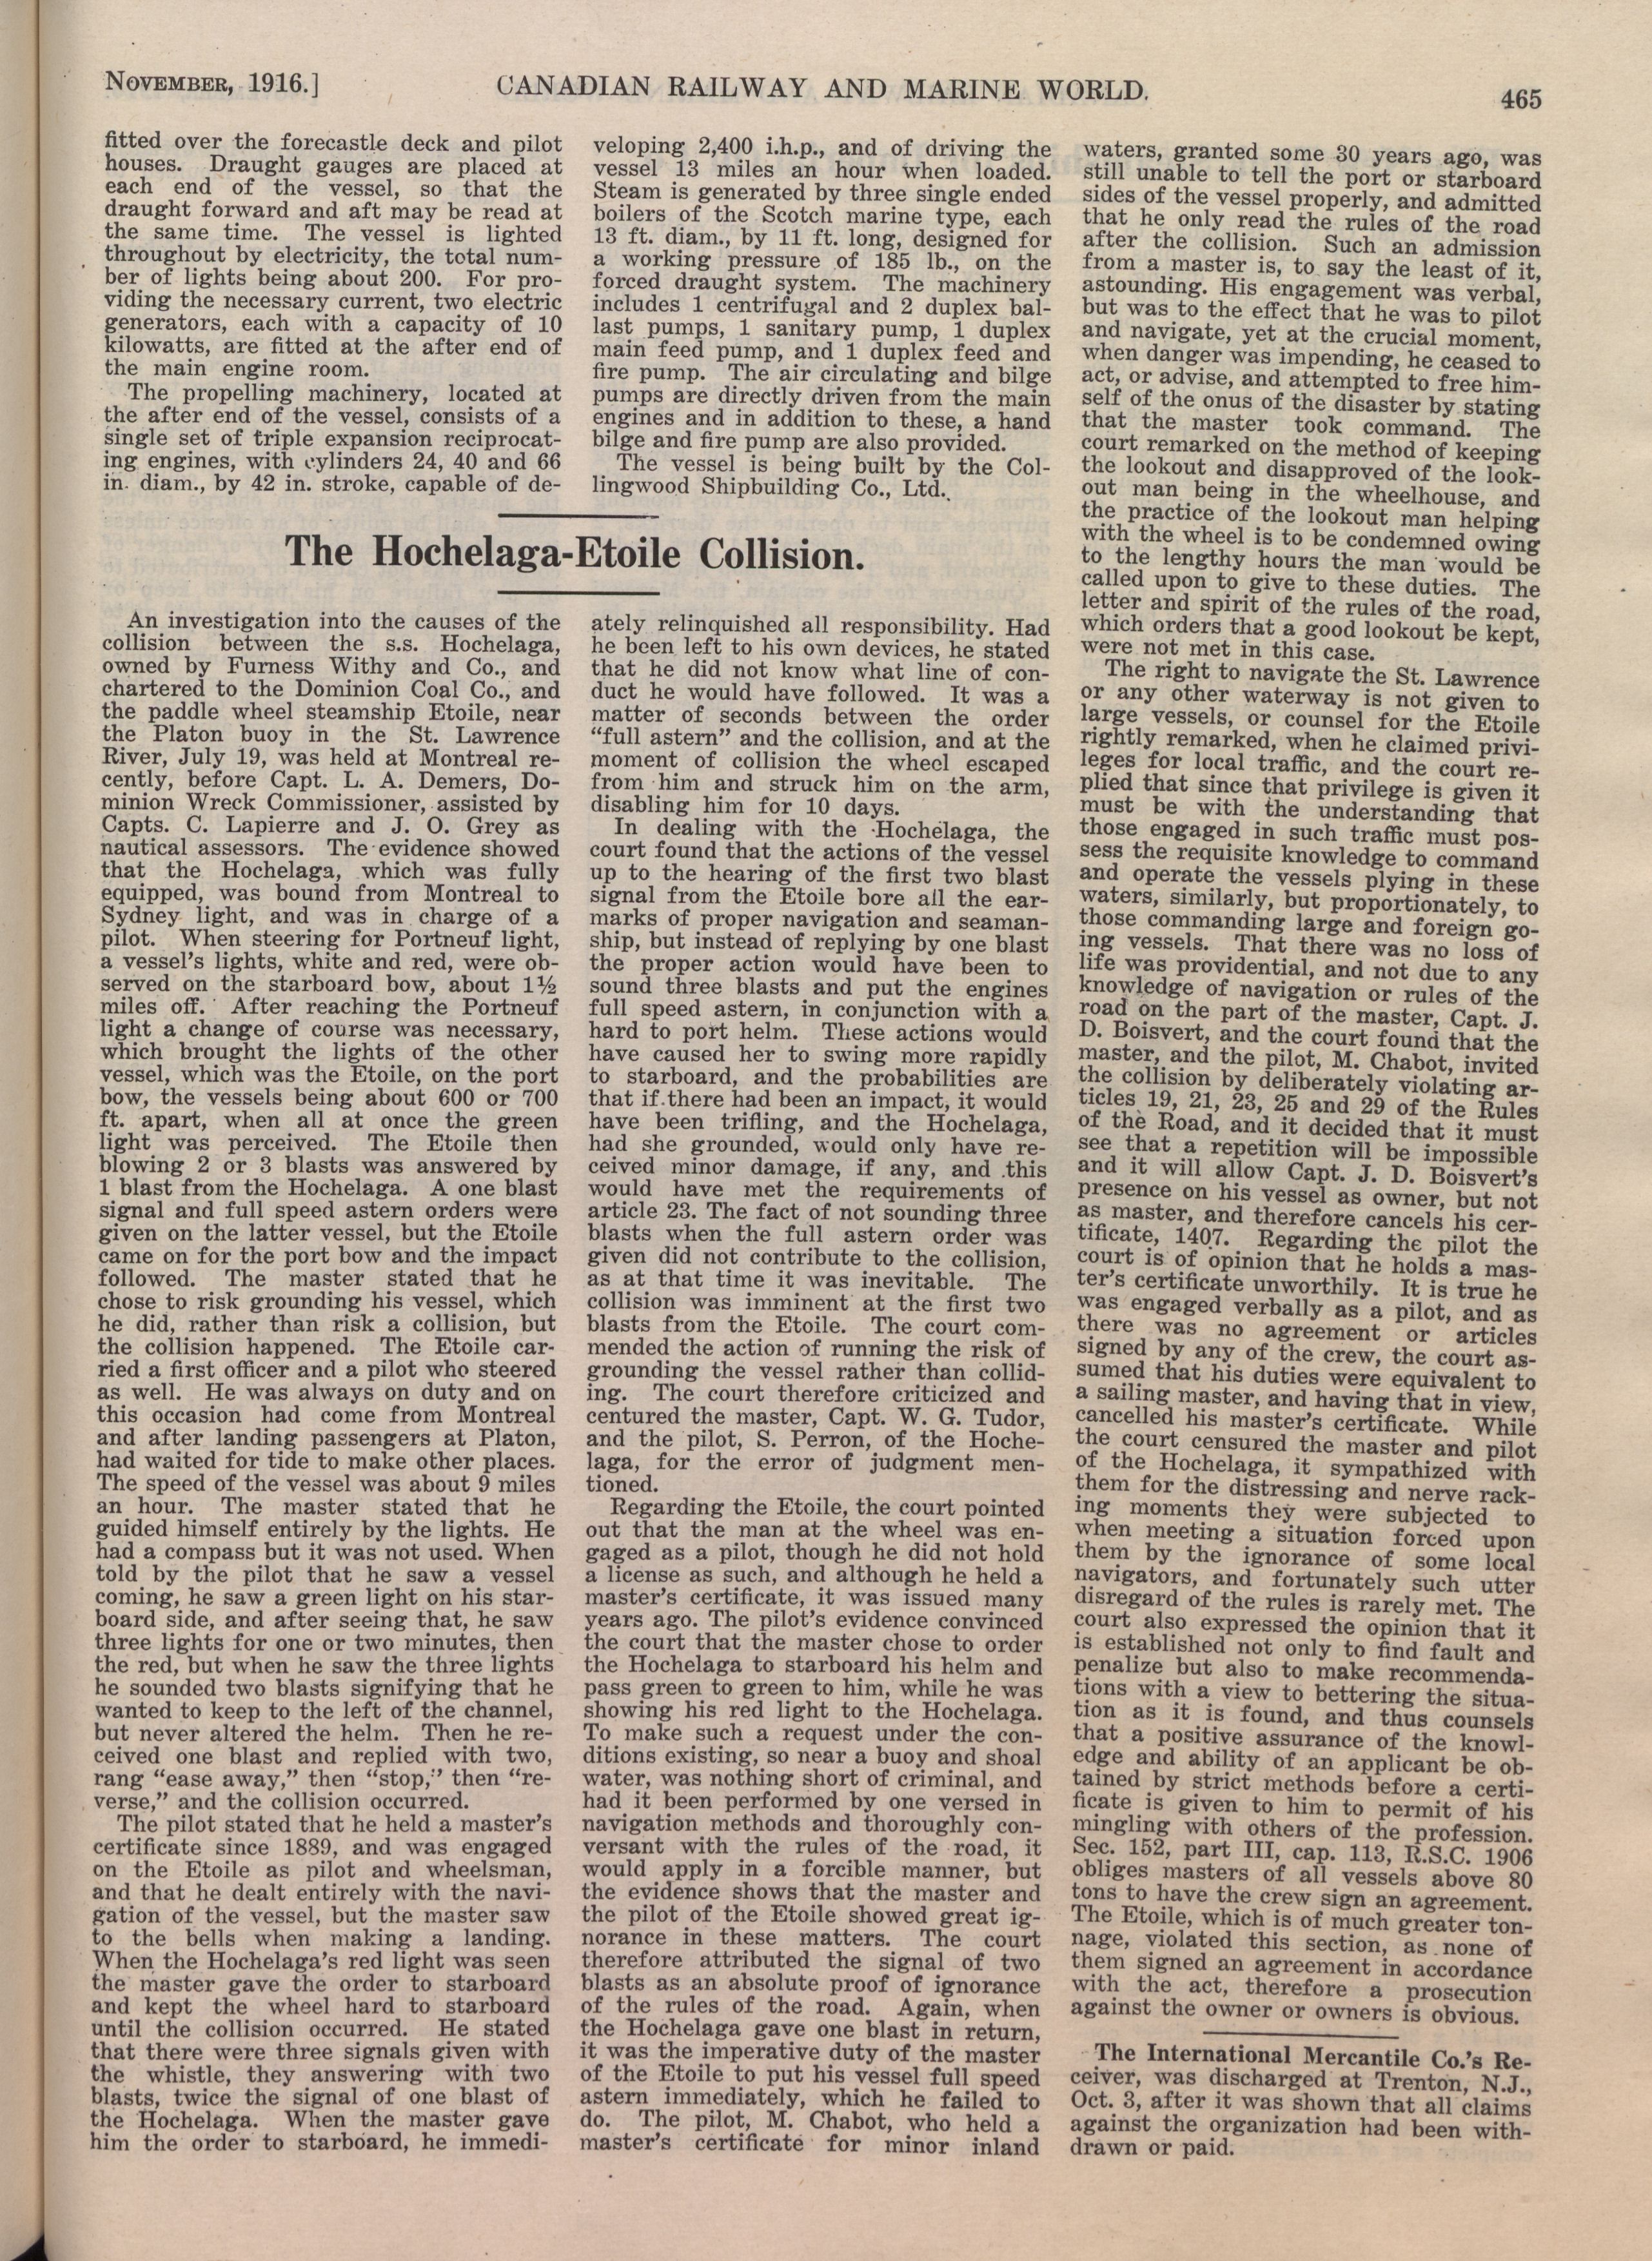 NOVEMBER, 1916.]
CANADIAN RAILWAY AND MARINE WORLD.
465
fitted over the forecastle deck and pilot
houses. Draught gauges are placed at
each end of the vessel, so that the
draught forward and aft may be read at
the same time. The vessel is lighted
throughout by electricity, the total num-
ber of lights being about 200. For pro-
viding the necessary current, two electric
generators, each with a capacity of 10
kilowatts, are fitted at the after end of
the main engine room.
The propelling machinery, located at
the after end of the vessel, consists of a
single set of triple expansion reciprocat-
ing engines, with cylinders 24, 40 and 66
in. diam., by 42 in. stroke, capable of de-
veloping 2,400 i.h.p., and of driving the
vessel 13 miles an hour when loaded.
Steam is generated by three single ended
boilers of the Scotch marine type, each
13 ft. diam., by 11 ft. long, designed for
a working pressure of 185 lb., on the
forced draught system. The machinery
includes 1 centrifugal and 2 duplex bal-
last pumps, 1 sanitary pump, 1 duplex
main feed pump, and 1 duplex feed and
fire pump. The air circulating and bilge
pumps are directly driven from the main
engines and in addition to these, a hand
bilge and fire pump are also provided.
The vessel is being built by the Col-
lingwood Shipbuilding Co., Ltd.
The Hochelaga-Etoile Collision.
An investigation into the causes of the
collision between the s.s. Hochelaga,
owned by Furness Withy and Co., and
chartered to the Dominion Coal Co., and
the paddle wheel steamship Etoile, near
the Platon buoy in the St. Lawrence
River, July 19, was held at Montreal re-
cently, before Capt. L. A. Demers, Do-
minion Wreck Commissioner, assisted by
Capts. C. Lapierre and J. O. Grey as
nautical assessors. The evidence showed
that the Hochelaga, which was fully
equipped, was bound from Montreal to
Sydney light, and was in charge of a
pilot. When steering for Portneuf light,
a vessel's lights, white and red, were ob-
served on the starboard bow, about 1½
miles off. After reaching the Portneuf
light a change of course was necessary,
which brought the lights of the other
vessel, which was the Etoile, on the port
bow, the vessels being about 600 or 700
ft. apart, when all at once the green
light was perceived. The Etoile then
blowing 2 or 3 blasts was answered by
1 blast from the Hochelaga. A one blast
signal and full speed astern orders were
given on the latter vessel, but the Etoile
came on for the port bow and the impact
followed. The master stated that he
chose to risk grounding his vessel, which
he did, rather than risk a collision, but
the collision happened. The Etoile car-
ried a first officer and a pilot who steered
as well. He was always on duty and on
this occasion had come from Montreal
and after landing passengers at Platon,
had waited for tide to make other places.
The speed of the vessel was about 9 miles
an hour. The master stated that he
guided himself entirely by the lights. He
had a compass but it was not used. When
told by the pilot that he saw a vessel
coming, he saw a green light on his star-
board side, and after seeing that, he saw
three lights for one or two minutes, then
the red, but when he saw the three lights
he sounded two blasts signifying that he
wanted to keep to the left of the channel,
but never altered the helm. Then he re-
ceived one blast and replied with two,
rang "ease away," then "stop," then "re-
verse," and the collision occurred.
The pilot stated that he held a master's
certificate since 1889, and was engaged
on the Etoile as pilot and wheelsman,
and that he dealt entirely with the navi-
gation of the vessel, but the master saw
to the bells when making a landing.
When the Hochelaga's red light was seen
the master gave the order to starboard
and kept the wheel hard to starboard
until the collision occurred. He stated
that there were three signals given with
the whistle, they answering with two
blasts, twice the signal of one blast of
the Hochelaga. When the master gave
him the order to starboard, he immedi-
ately relinquished all responsibility. Had
he been left to his own devices, he stated
that he did not know what line of con-
duct he would have followed. It was a
matter of seconds between the order
"full astern" and the collision, and at the
moment of collision the wheel escaped
from him and struck him on the arm,
disabling him for 10 days.
In dealing with the Hochelaga, the
court found that the actions of the vessel
up to the hearing of the first two blast
signal from the Etoile bore all the ear-
marks of proper navigation and seaman-
ship, but instead of replying by one blast
the proper action would have been to
sound three blasts and put the engines
full speed astern, in conjunction with a
hard to port helm. These actions would
have caused her to swing more rapidly
to starboard, and the probabilities are
that if there had been an impact, it would
have been trifling, and the Hochelaga,
had she grounded, would only have re-
ceived minor damage, if any, and this
would have met the requirements of
article 23. The fact of not sounding three
blasts when the full astern order was
given did not contribute to the collision,
as at that time it was inevitable. The
collision was imminent at the first two
blasts from the Etoile. The court com-
mended the action of running the risk of
grounding the vessel rather than collid-
ing. The court therefore criticized and
centured the master, Capt. W. G. Tudor,
and the pilot, S. Perron, of the Hoche-
laga, for the error of judgment men-
tioned.
Regarding the Etoile, the court pointed
out that the man at the wheel was en-
gaged as a pilot, though he did not hold
a license as such, and although he held a
master's certificate, it was issued many
years ago. The pilot's evidence convinced
the court that the master chose to order
the Hochelaga to starboard his helm and
pass green to green to him, while he was
showing his red light to the Hochelaga.
To make such a request under the con-
ditions existing, so near a buoy and shoal
water, was nothing short of criminal, and
had it been performed by one versed in
navigation methods and thoroughly con-
versant with the rules of the road, it
would apply in a forcible manner, but
the evidence shows that the master and
the pilot of the Etoile showed great ig-
norance in these matters. The court
therefore attributed the signal of two
blasts as an absolute proof of ignorance
of the rules of the road. Again, when
the Hochelaga gave one blast in return,
it was the imperative duty of the master
of the Etoile to put his vessel full speed
astern immediately, which he failed to
do. The pilot, M. Chabot, who held a
master's certificate for minor inland
waters, granted some 30 years ago, was
still unable to tell the port or starboard
sides of the vessel properly, and admitted
that he only read the rules of the road
after the collision. Such an admission
from a master is, to say the least of it,
astounding. His engagement was verbal,
but was to the effect that he was to pilot
and navigate, yet at the crucial moment,
when danger was impending, he ceased to
act, or advise, and attempted to free him-
self of the onus of the disaster by stating
that the master took command. The
court remarked on the method of keeping
the lookout and disapproved of the look-
out man being in the wheelhouse, and
the practice of the lookout man helping
with the wheel is to be condemned owing
to the lengthy hours the man would be
called upon to give to these duties. The
letter and spirit of the rules of the road,
which orders that a good lookout be kept,
were not met in this case.
The right to navigate the St. Lawrence
or any other waterway is not given to
large vessels, or counsel for the Etoile
rightly remarked, when he claimed privi-
leges for local traffic, and the court re-
plied that since that privilege is given it
must be with the understanding that
those engaged in such traffic must pos-
sess the requisite knowledge to command
and operate the vessels plying in these
waters, similarly, but proportionately, to
those commanding large and foreign go-
ing vessels. That there was no loss of
life was providential, and not due to any
knowledge of navigation or rules of the
road on the part of the master, Capt. J.
D. Boisvert, and the court found that the
master, and the pilot, M. Chabot, invited
the collision by deliberately violating ar-
ticles 19, 21, 23, 25 and 29 of the Rules
of the Road, and it decided that it must
see that a repetition will be impossible
and it will allow Capt. J. D. Boisvert's
presence on his vessel as owner, but not
as master, and therefore cancels his cer-
tificate, 1407. Regarding the pilot the
court is of opinion that he holds a mas-
ter's certificate unworthily. It is true he
was engaged verbally as a pilot, and as
there was no agreement or articles
signed by any of the crew, the court as-
sumed that his duties were equivalent to
a sailing master, and having that in view,
cancelled his master's certificate. While
the court censured the master and pilot
of the Hochelaga, it sympathized with
them for the distressing and nerve rack-
ing moments they were subjected to
when meeting a situation forced upon
them by the ignorance of some local
navigators, and fortunately such utter
disregard of the rules is rarely met. The
court also expressed the opinion that it
is established not only to find fault and
penalize but also to make recommenda-
tions with a view to bettering the situa-
tion as it is found, and thus counsels
that a positive assurance of the knowl-
edge and ability of an applicant be ob-
tained by strict methods before a certi-
ficate is given to him to permit of his
mingling with others of the profession.
Sec. 152, part III, cap. 113, R.S.C. 1906
obliges masters of all vessels above 80
tons to have the crew sign an agreement.
The Etoile, which is of much greater ton-
nage, violated this section, as none of
them signed an agreement in accordance
with the act, therefore a prosecution
against the owner or owners is obvious.
The International Mercantile Co.'s Re-
ceiver, was discharged at Trenton, N.J.,
Oct. 3, after it was shown that all claims
against the organization had been with-
drawn or paid.